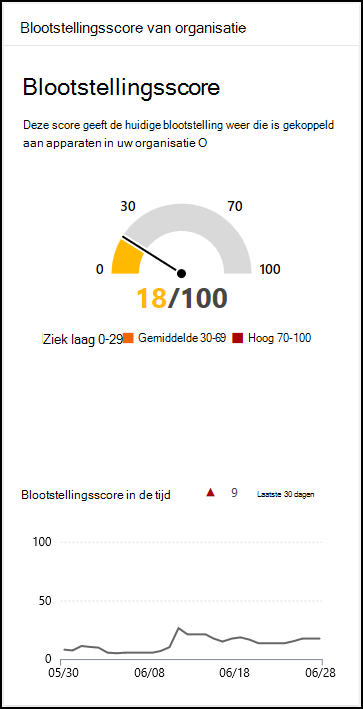 Blootstellingsscore van organisatie
Blootstellingsscore
Deze score geeft de huidige blootstelling weer die is gekoppeld
aan apparaten in uw organisatie O
30 70
0 100
18/100
Ziek laag 0-29 Gemiddelde 30-69 Hoog 70-100
Blootstellingsscore in de tijd ▲ 9 Laatste 30 dagen
100
50
0
05/30 06/08 06/18 06/28